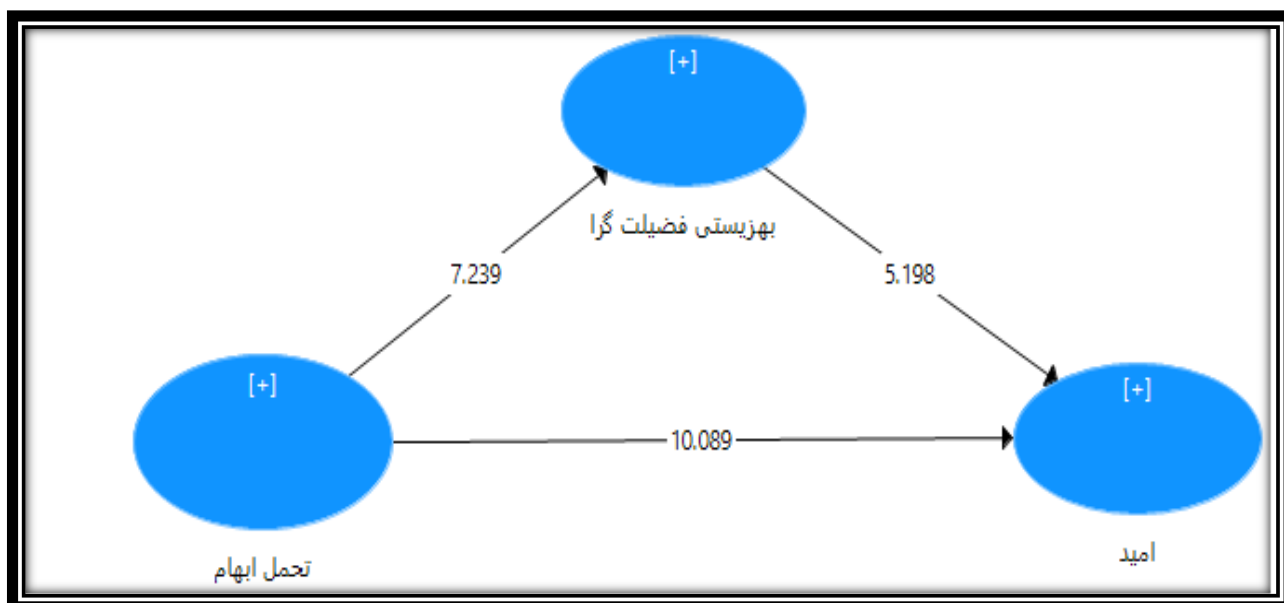 [+]
بهزیستی فضیلت گرا
7.239
5.198
[+]
[+]
10.089
تحمل ابهام
امید